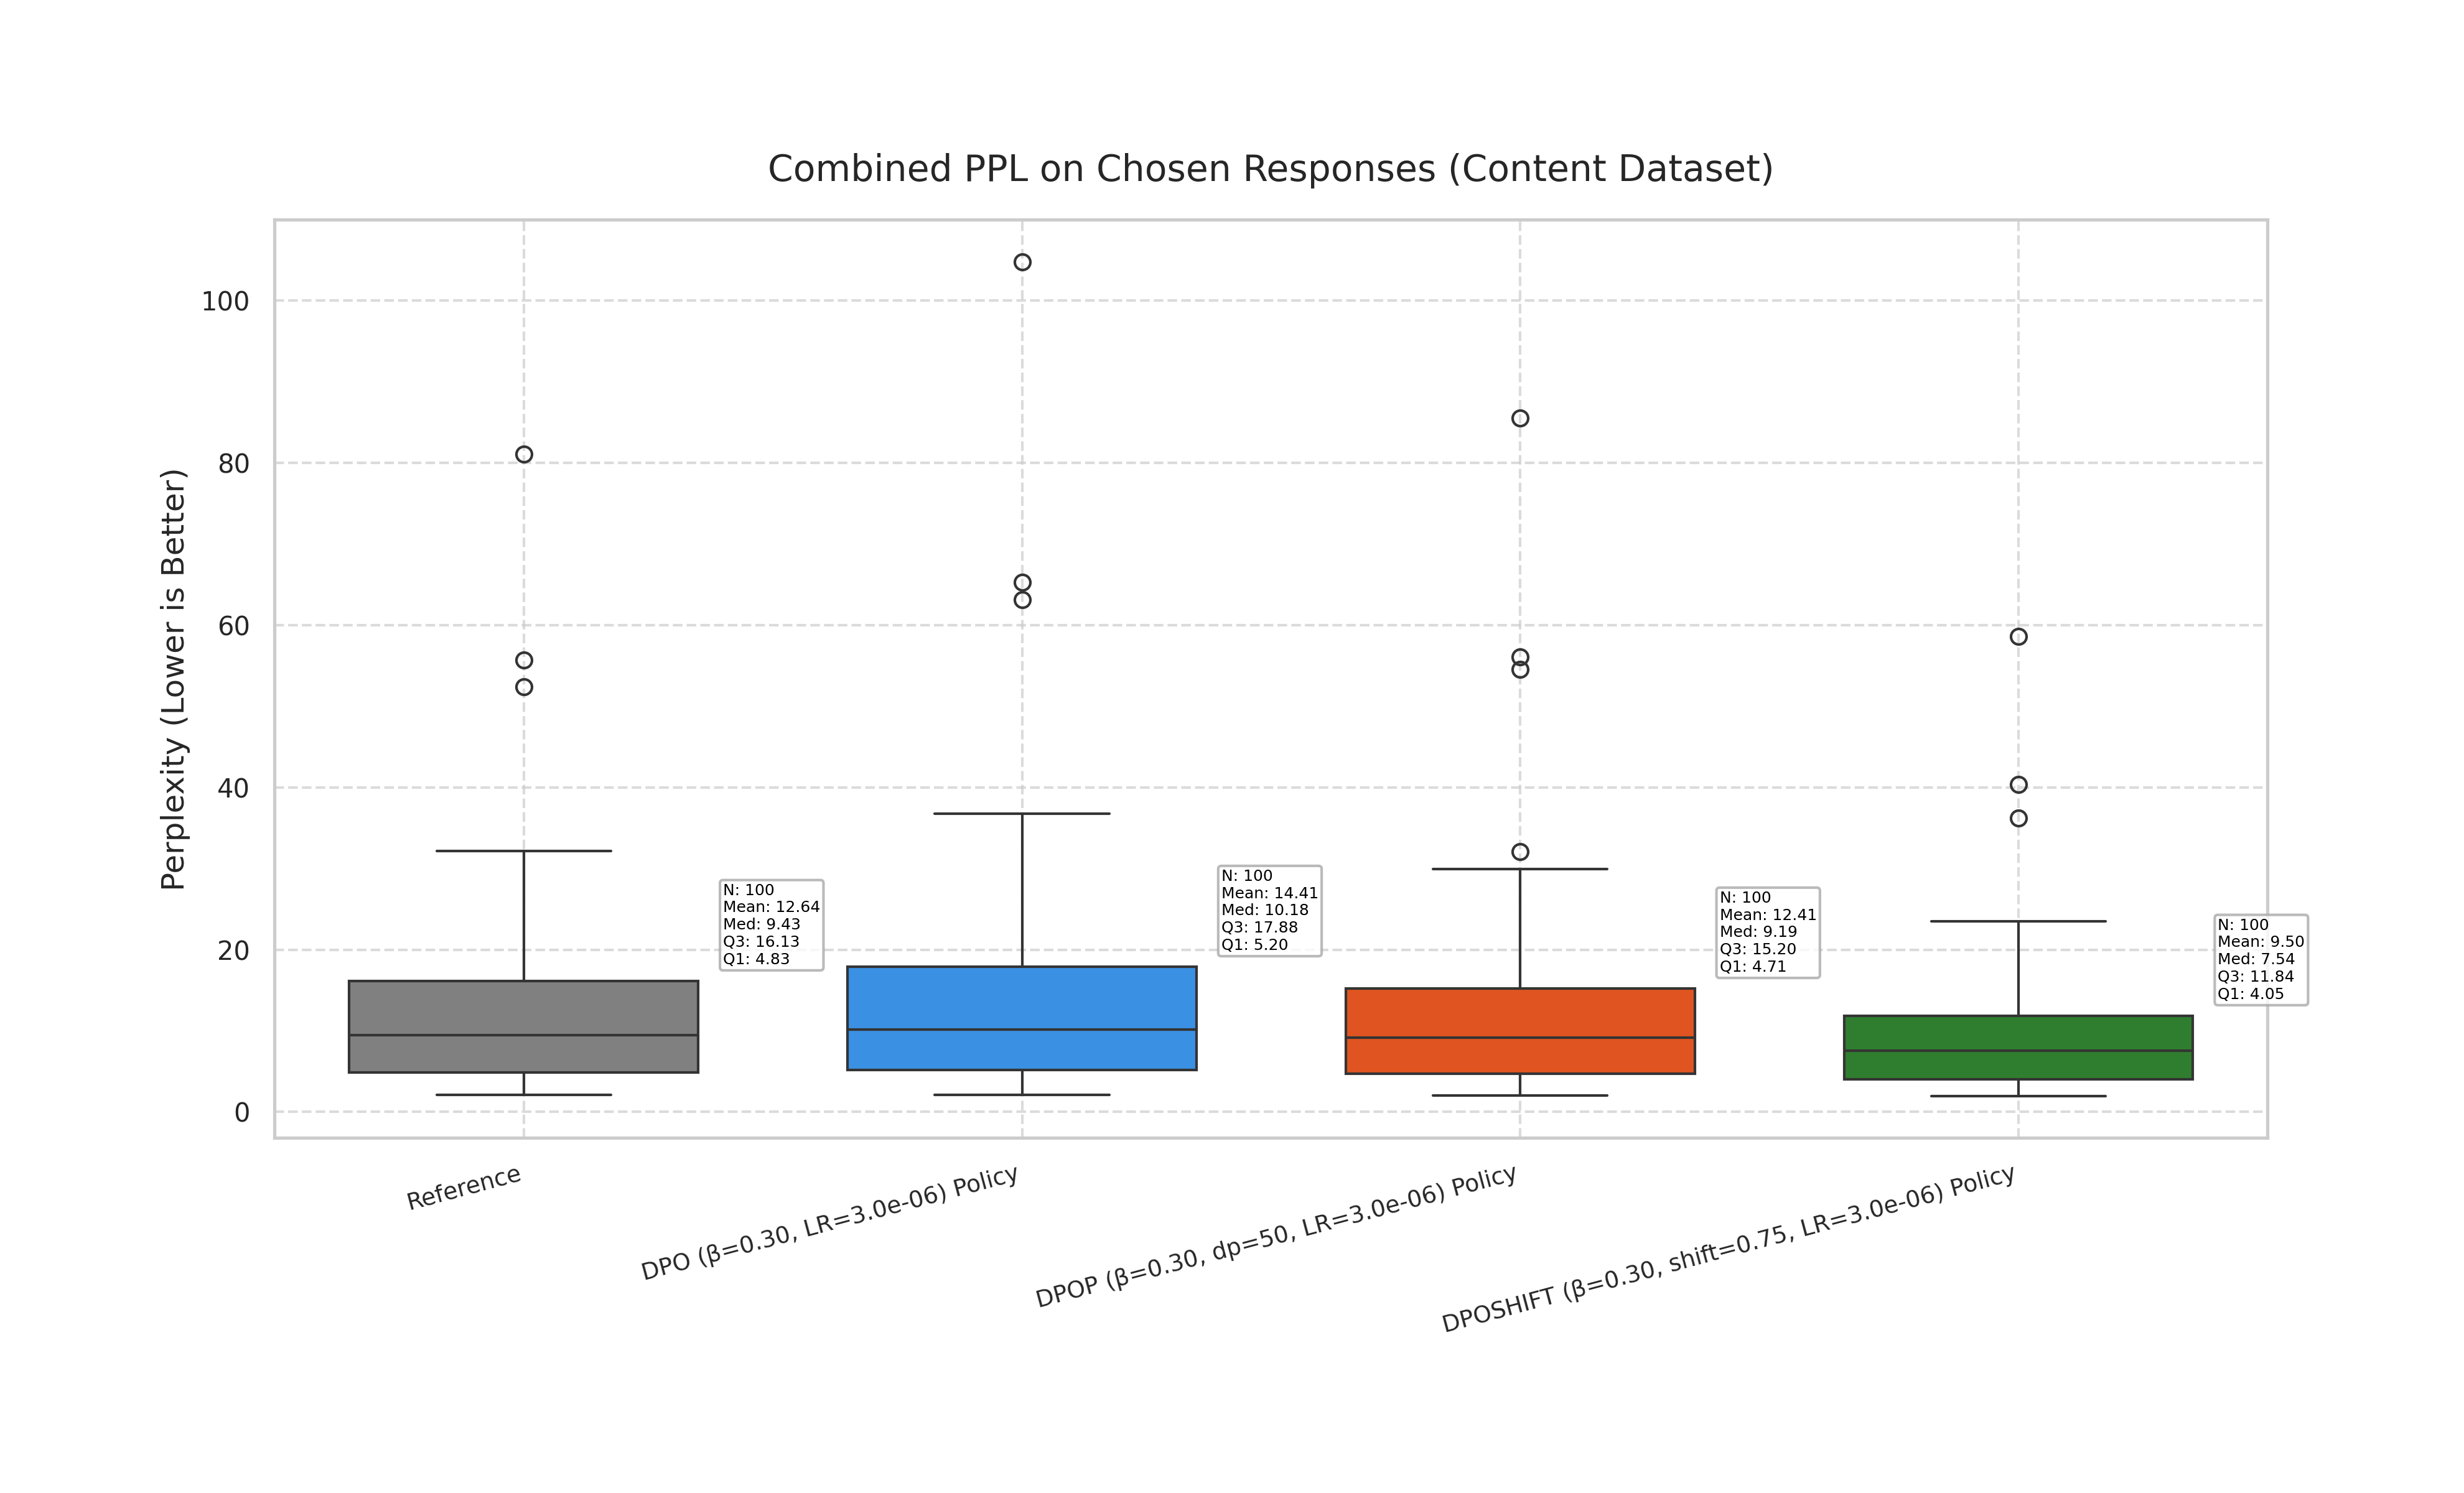 Combined PPL on Chosen Responses (Content Dataset)
Perplexity (Lower is Better)
100
80
60
40
20
0
N: 100
Mean: 12.64
Med: 9.43
Q3: 16.13
Q1: 4.83
N: 100
Mean: 14.41
Med: 10.18
Q3: 17.88
Q1: 5.20
N: 100
Mean: 12.41
Med: 9.19
Q3: 15.20
Q1: 4.71
N: 100
Mean: 9.50
Med: 7.54
Q3: 11.84
Q1: 4.05
Reference
DPO (β=0.30, LR=3.0e-06) Policy
DPOP (β=0.30, dp=50, LR=3.0e-06) Policy
DPOSHIFT (β=0.30, shift=0.75, LR=3.0e-06) Policy